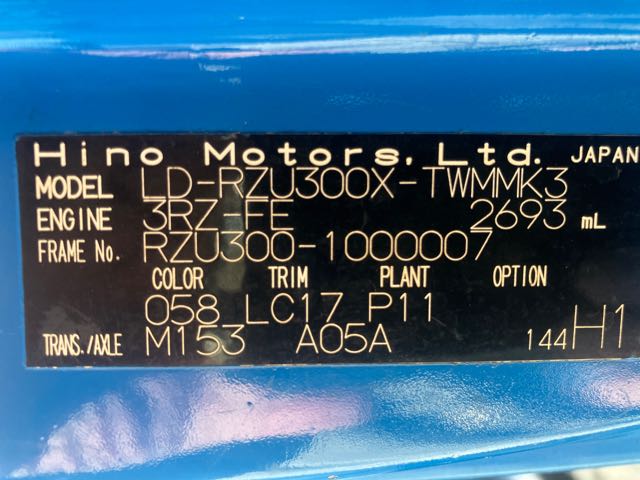 Hino Motors, Ltd. JAPAN
MODEL LD-RZU300X-TWMMK3
ENGINE 3RZ-FE 2693 mL
FRAME No. RZU300-1000007
COLOR TRIM PLANT OPTION
058 LC17 P11
TRANS./AXLE M153 A05A 144H1